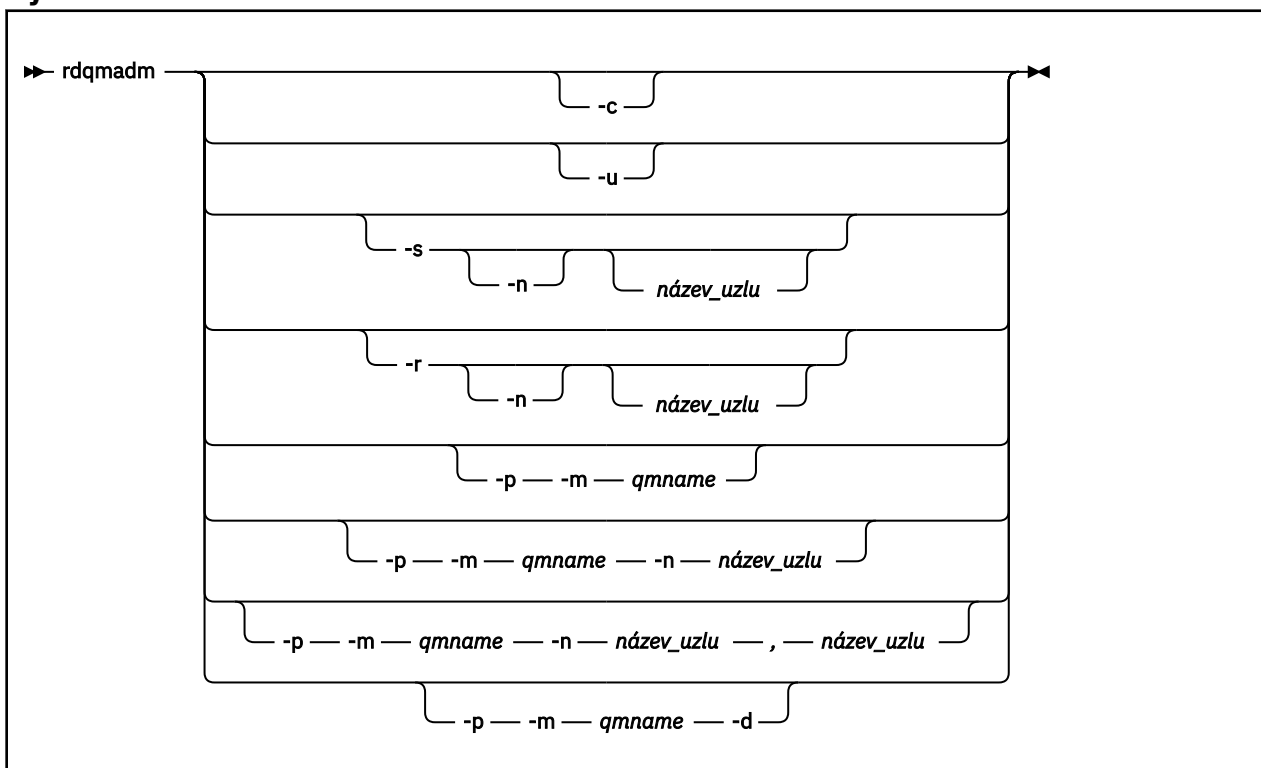 rdqmadm
-c
-u
-s
-n
název_uzlu
-r
-n
název_uzlu
-p -m qmname
-p -m qmname -n název_uzlu
-p -m qmname -n název_uzlu , název_uzlu
-p -m qmname -d